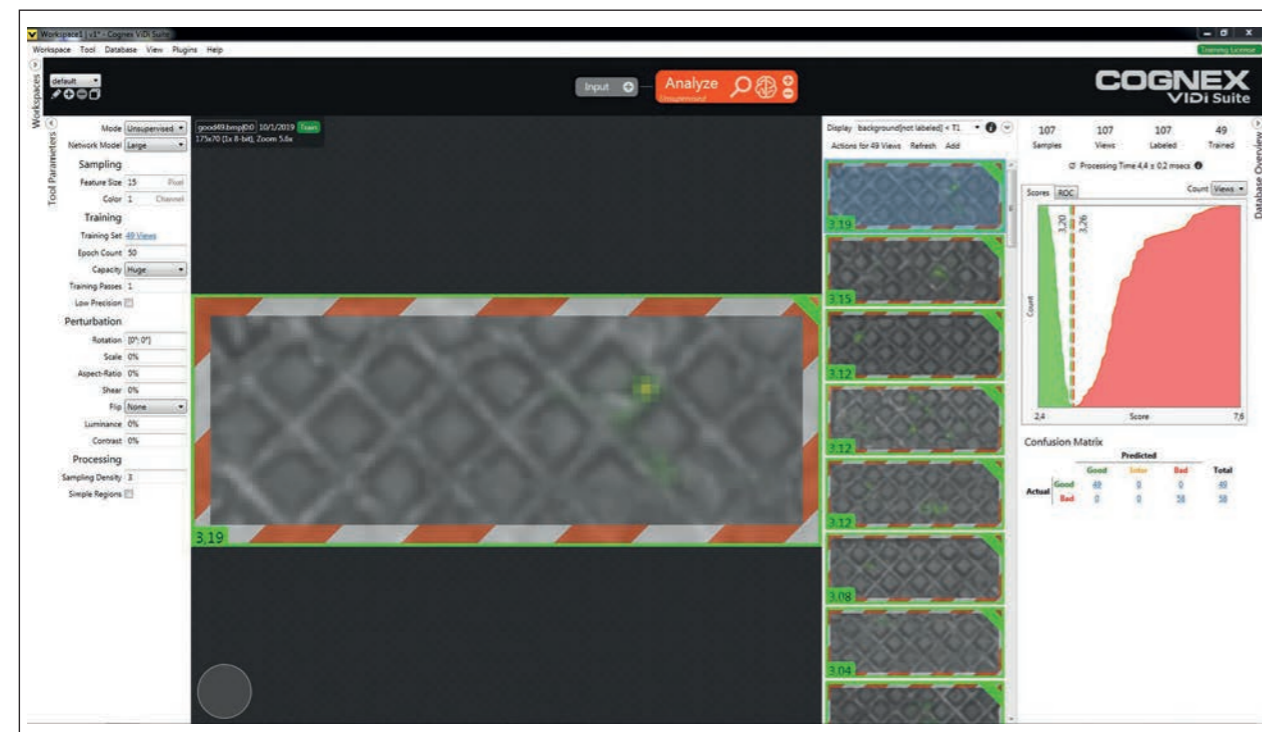 Workspace1 | v1* - Cognex ViDi Suite
Workspace Tool Database View Plugins Help
Training License
Workspaces
default
Input
Analyze
Unsupervised
COGNEX
ViDi Suite
Tool Parameters
Mode Unsupervised
Network Model Large
Sampling
Feature Size 15 Pixel
Color 1 Channel
Training
Training Set 49 Views
Epoch Count 50
Capacity Huge
Training Passes 1
Low Precision
Perturbation
Rotation [0°; 0°]
Scale 0%
Aspect-Ratio 0%
Shear 0%
Flip None
Luminance 0%
Contrast 0%
Processing
Sampling Density 3
Simple Regions
good49.bmp[0:0] 10/1/2019 Train
175x70 (1x 8-bit), Zoom 5.6x
3,19
Display background[not labeled] < T1
Actions for 49 Views Refresh Add
3,19
3,15
3,12
3,12
3,12
3,08
3,04
Database Overview
107 107 107 49
Samples Views Labeled Trained
Processing Time 4,4 ± 0.2 msecs
Scores ROC Count Views
3,20 3,26
Count
2,4 Score 7,6
Confusion Matrix
Predicted
Good Inter Bad Total
Actual Good 49 0 0 49
Bad 0 0 58 58